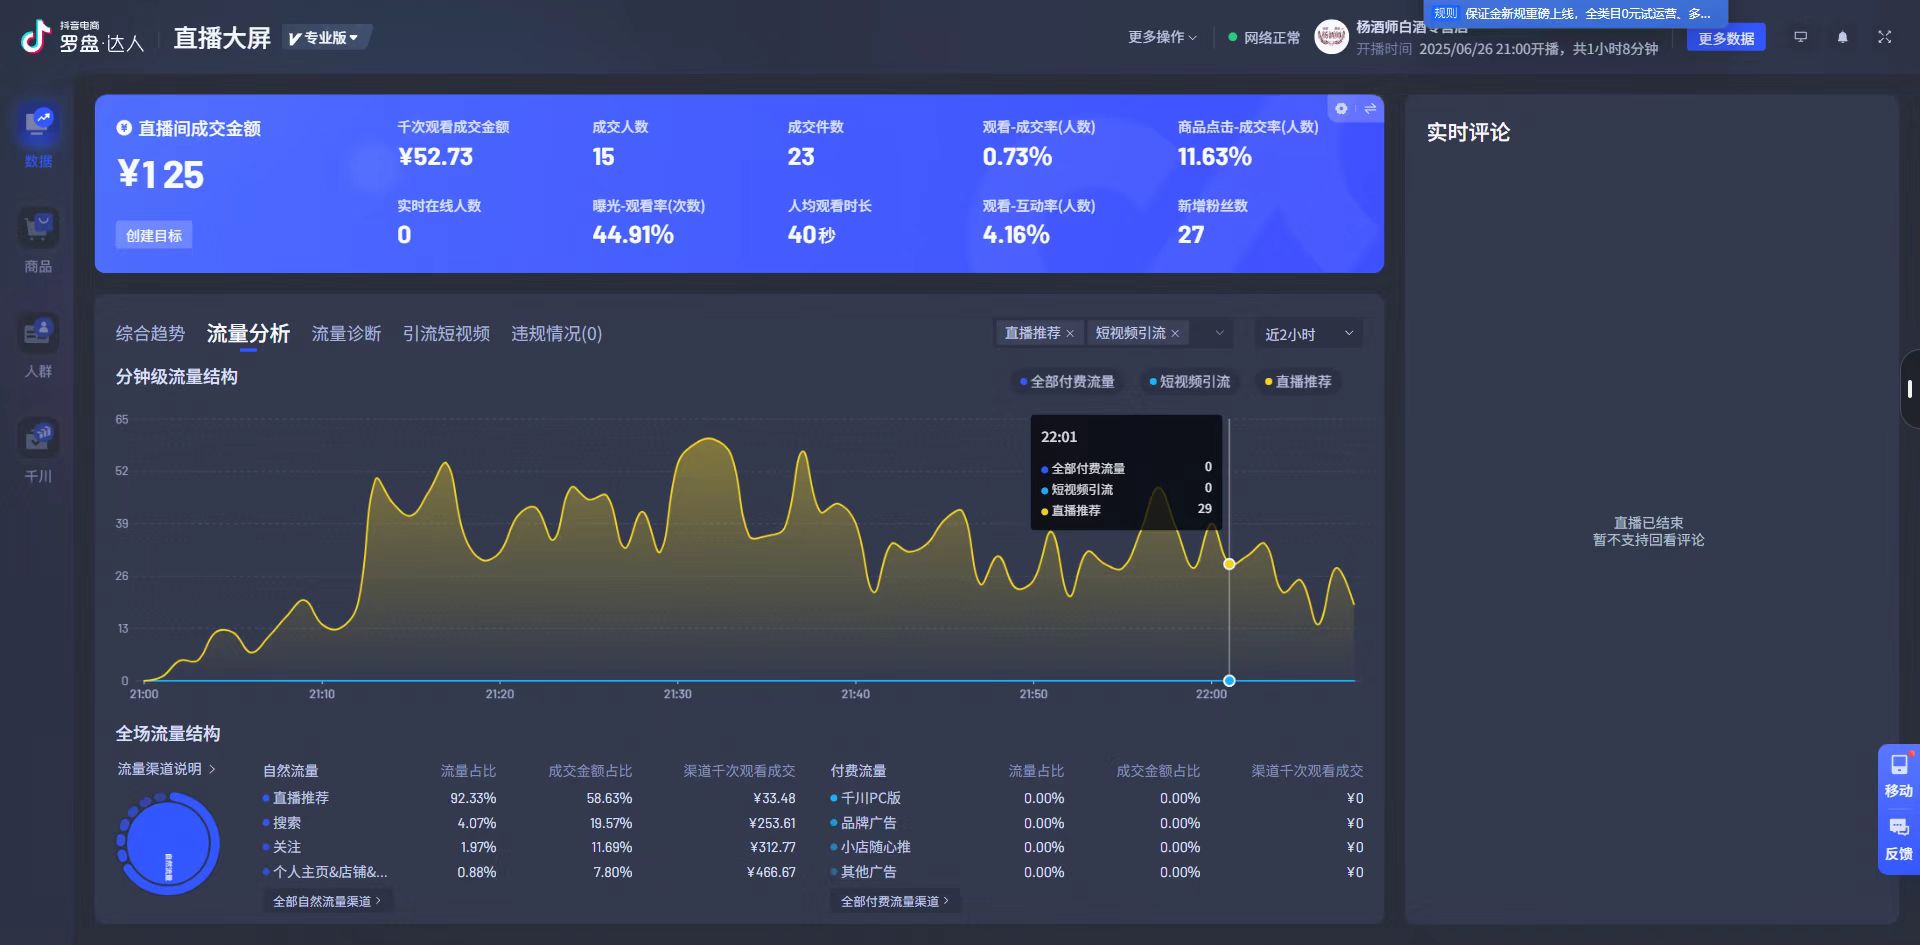 抖音电商
罗盘·达人
直播大屏
专业版
更多操作
网络正常
杨酒师白酒专营店
开播时间 2025/06/26 21:00开播，共1小时8分钟
规则 保证金新规重磅上线，全类目0元试运营、多...
更多数据
数据
商品
人群
千川
直播间成交金额
¥125
创建目标
千次观看成交金额
¥52.73
成交人数
15
成交件数
23
观看-成交率(人数)
0.73%
商品点击-成交率(人数)
11.63%
实时在线人数
0
曝光-观看率(次数)
44.91%
人均观看时长
40秒
观看-互动率(人数)
4.16%
新增粉丝数
27
综合趋势 流量分析 流量诊断 引流短视频 违规情况(0)
直播推荐 × 短视频引流 × 近2小时
分钟级流量结构
全部付费流量 短视频引流 直播推荐
65
52
39
26
13
0
22:01
全部付费流量 0
短视频引流 0
直播推荐 29
21:00 21:10 21:20 21:30 21:40 21:50 22:00
全场流量结构
流量渠道说明 >
自然流量
自然流量 流量占比 成交金额占比 渠道千次观看成交
直播推荐 92.33% 58.63% ¥33.48
搜索 4.07% 19.57% ¥253.61
关注 1.97% 11.69% ¥312.77
个人主页&店铺&... 0.88% 7.80% ¥466.67
全部自然流量渠道 >
付费流量 流量占比 成交金额占比 渠道千次观看成交
千川PC版 0.00% 0.00% ¥0
品牌广告 0.00% 0.00% ¥0
小店随心推 0.00% 0.00% ¥0
其他广告 0.00% 0.00% ¥0
全部付费流量渠道 >
实时评论
直播已结束
暂不支持回看评论
移动
反馈